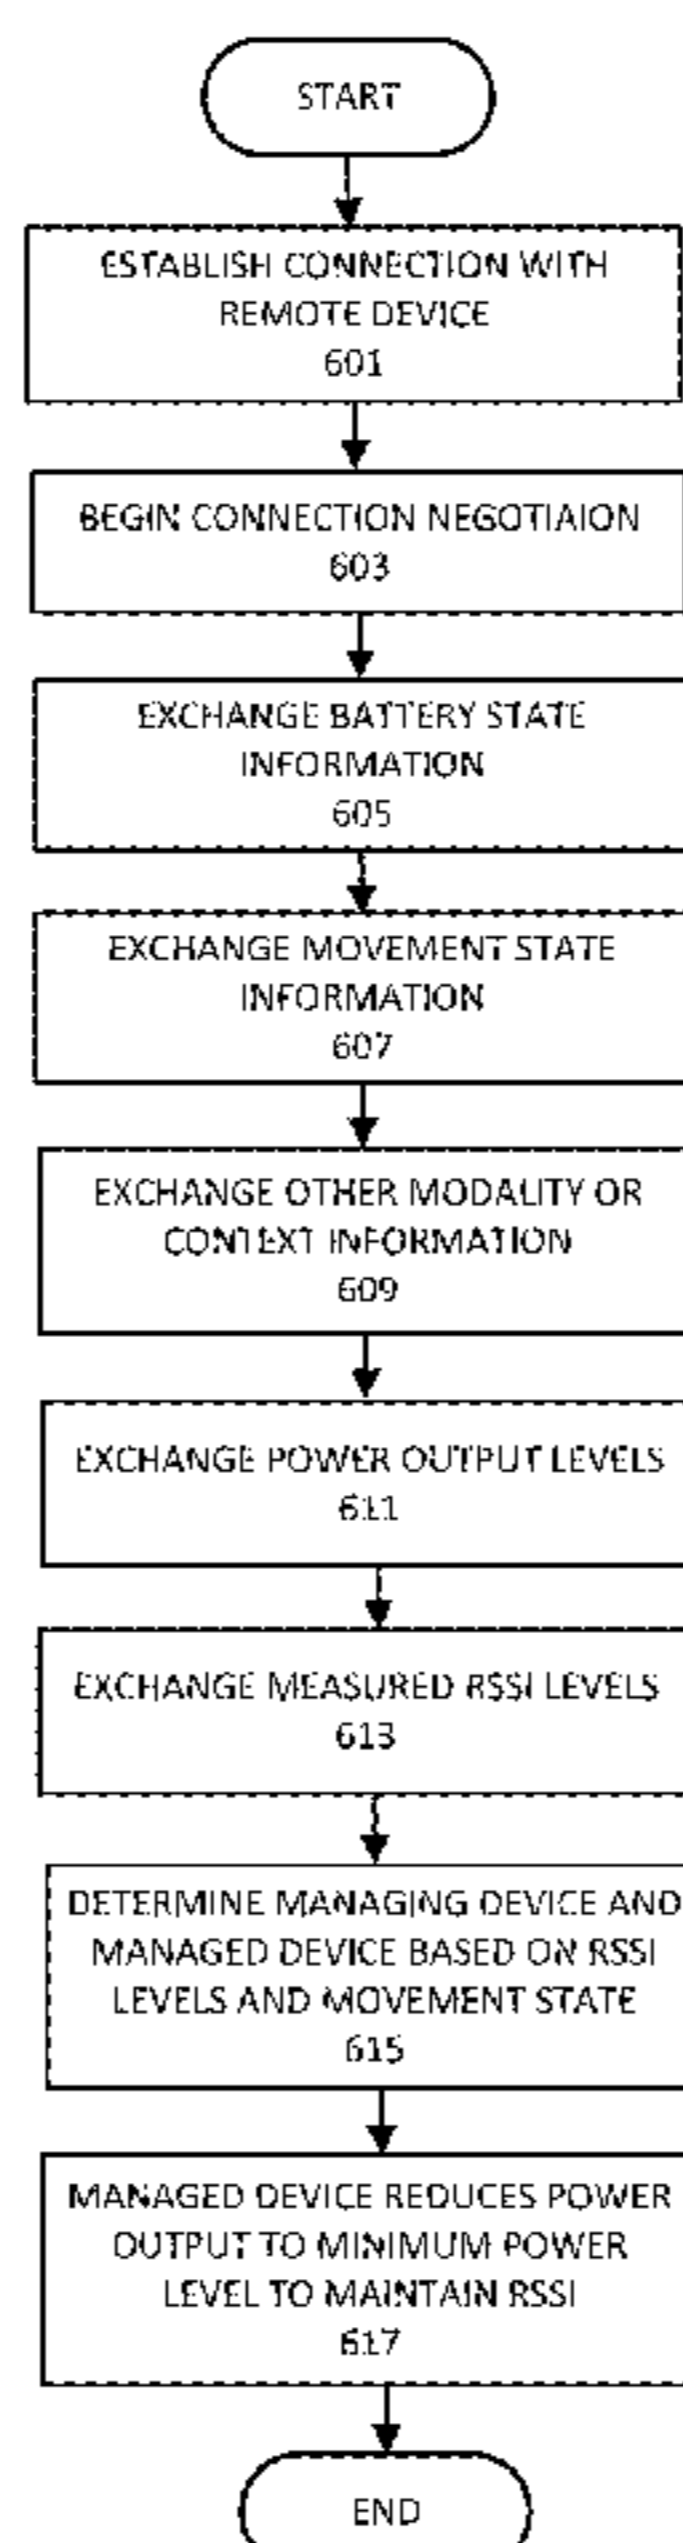 START
ESTABLISH CONNECTION WITH
REMOTE DEVICE
601
BEGIN CONNECTION NEGOTIAION
603
EXCHANGE BATTERY STATE
INFORMATION
605
EXCHANGE MOVEMENT STATE
INFORMATION
607
EXCHANGE OTHER MODALITY OR
CONTEXT INFORMATION
609
EXCHANGE POWER OUTPUT LEVELS
611
EXCHANGE MEASURED RSSI LEVELS
613
DETERMINE MANAGING DEVICE AND
MANAGED DEVICE BASED ON RSSI
LEVELS AND MOVEMENT STATE
615
MANAGED DEVICE REDUCES POWER
OUTPUT TO MINIMUM POWER
LEVEL TO MAINTAIN RSSI
617
END